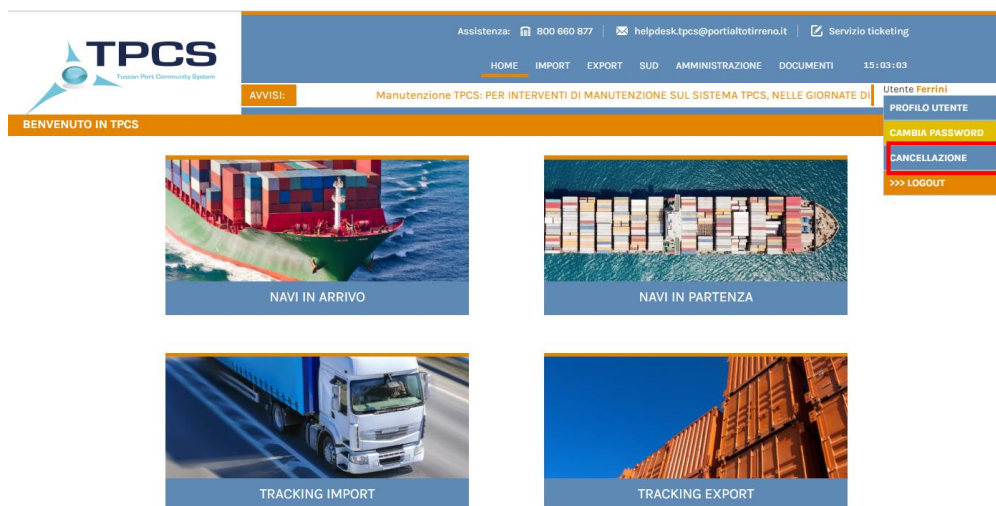 TPCS
Tuscan Port Community System
Assistenza: 800 660 877 | helpdesk.tpcs@portialtotirreno.it | Servizio ticketing
HOME IMPORT EXPORT SUD AMMINISTRAZIONE DOCUMENTI 15:03:03
AVVISI: Manutenzione TPCS: PER INTERVENTI DI MANUTENZIONE SUL SISTEMA TPCS, NELLE GIORNATE DI
Utente Ferrini
PROFILO UTENTE
CAMBIA PASSWORD
CANCELLAZIONE
>>> LOGOUT
BENVENUTO IN TPCS
NAVI IN ARRIVO
NAVI IN PARTENZA
TRACKING IMPORT
TRACKING EXPORT